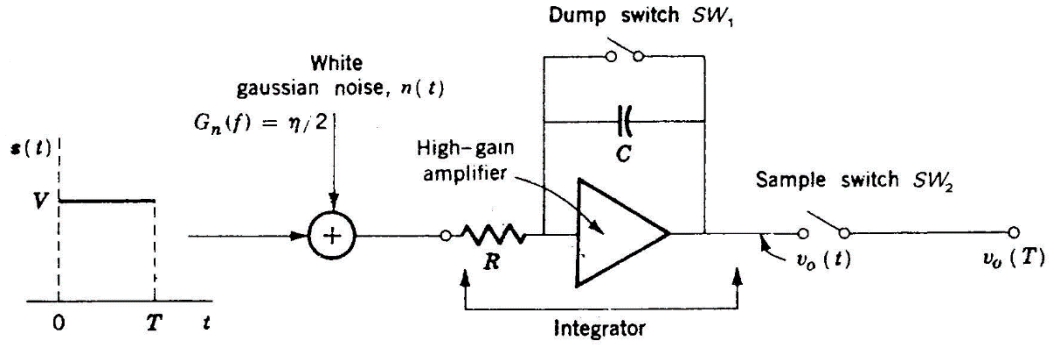 Dump switch SW₁
White
gaussian noise, n(t)
Gₙ(f) = η/2
s(t)
V
0 T t
+
High-gain
amplifier
C
R
Sample switch SW₂
vₒ(t)
vₒ(T)
Integrator